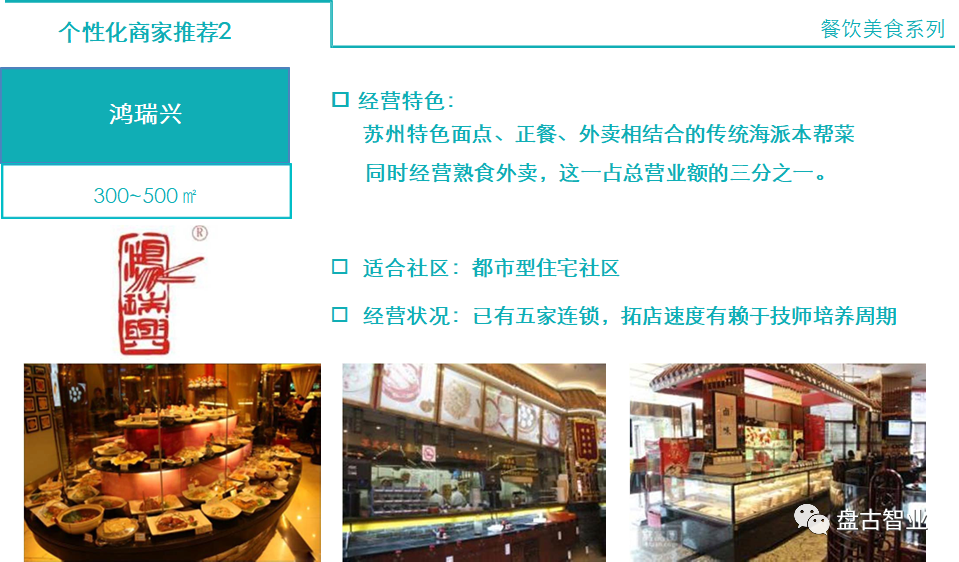 个性化商家推荐2
餐饮美食系列
鸿瑞兴
300~500㎡
鴻瑞興
®
□ 经营特色：
苏州特色面点、正餐、外卖相结合的传统海派本帮菜
同时经营熟食外卖，这一占总营业额的三分之一。
□ 适合社区：都市型住宅社区
□ 经营状况：已有五家连锁，拓店速度有赖于技师培养周期
卤味
盘古智业